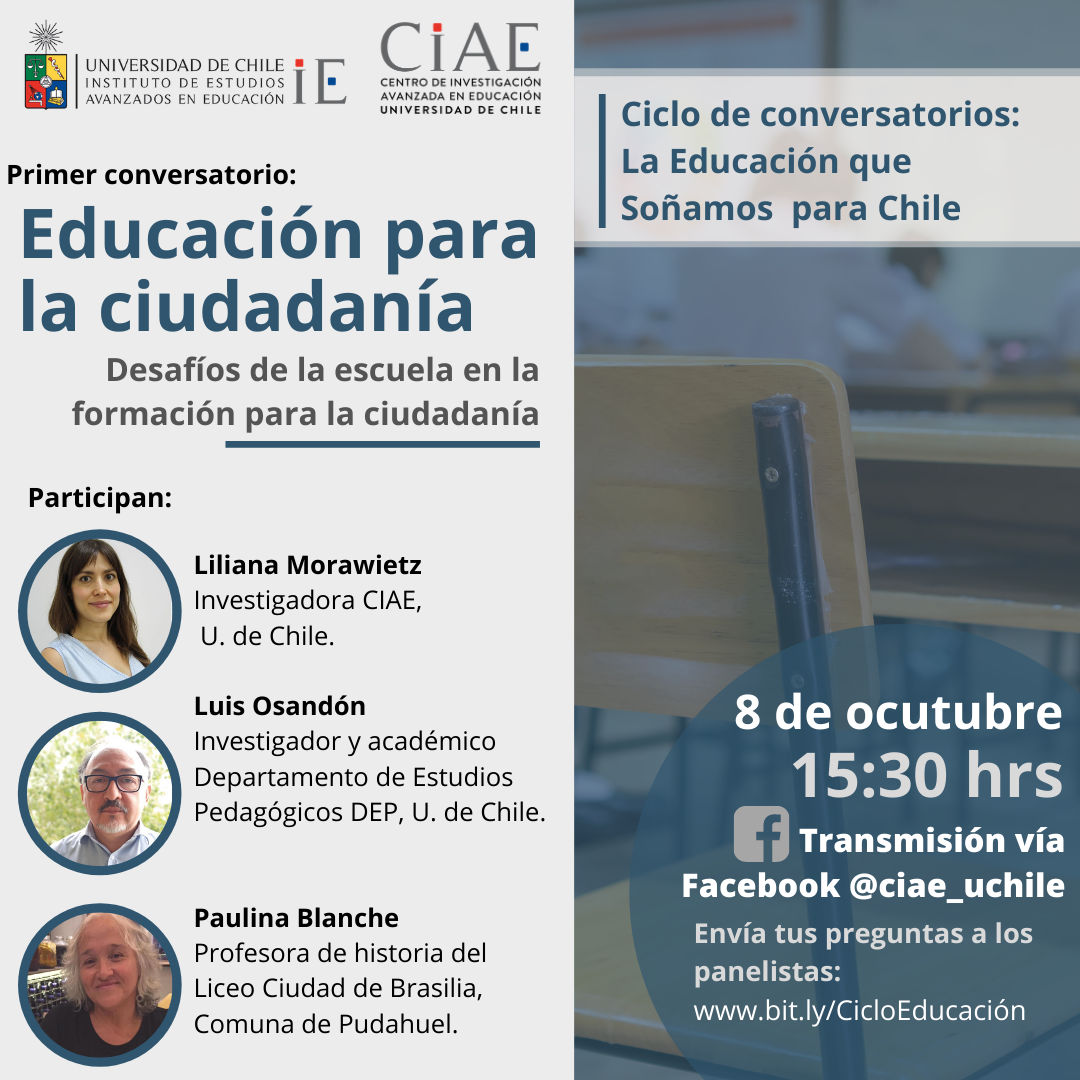 UNIVERSIDAD DE CHILE
INSTITUTO DE ESTUDIOS
AVANZADOS EN EDUCACIÓN
iE
CiAE
CENTRO DE INVESTIGACIÓN
AVANZADA EN EDUCACIÓN
UNIVERSIDAD DE CHILE
Primer conversatorio:
Educación para
la ciudadanía
Desafíos de la escuela en la
formación para la ciudadanía
Participan:
Liliana Morawietz
Investigadora CIAE,
U. de Chile.
Luis Osandón
Investigador y académico
Departamento de Estudios
Pedagógicos DEP, U. de Chile.
Paulina Blanche
Profesora de historia del
Liceo Ciudad de Brasilia,
Comuna de Pudahuel.
Ciclo de conversatorios:
La Educación que
Soñamos para Chile
8 de ocutubre
15:30 hrs
Transmisión vía
Facebook @ciae_uchile
Envía tus preguntas a los
panelistas:
www.bit.ly/CicloEducación